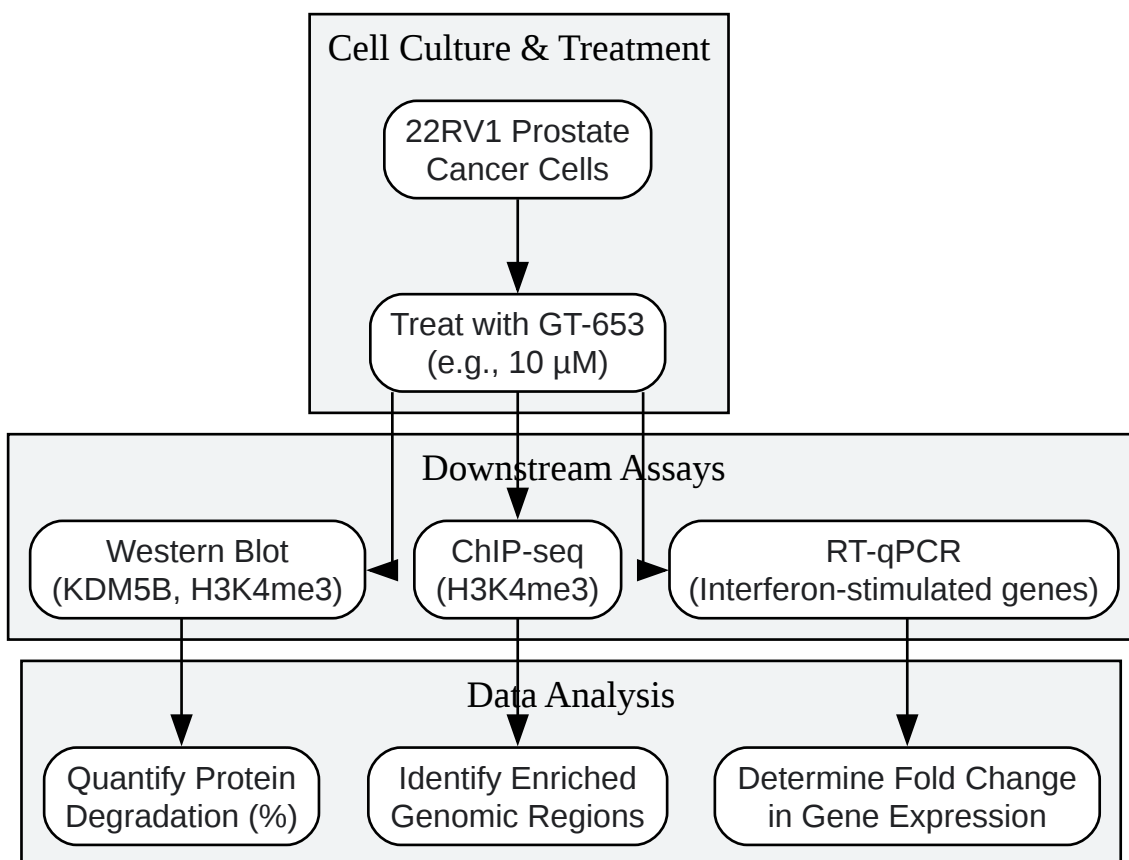 Cell Culture & Treatment
22RV1 Prostate
Cancer Cells
Treat with GT-653
(e.g., 10 µM)
Downstream Assays
Western Blot
(KDM5B, H3K4me3)
ChIP-seq
(H3K4me3)
RT-qPCR
(Interferon-stimulated genes)
Data Analysis
Quantify Protein
Degradation (%)
Identify Enriched
Genomic Regions
Determine Fold Change
in Gene Expression